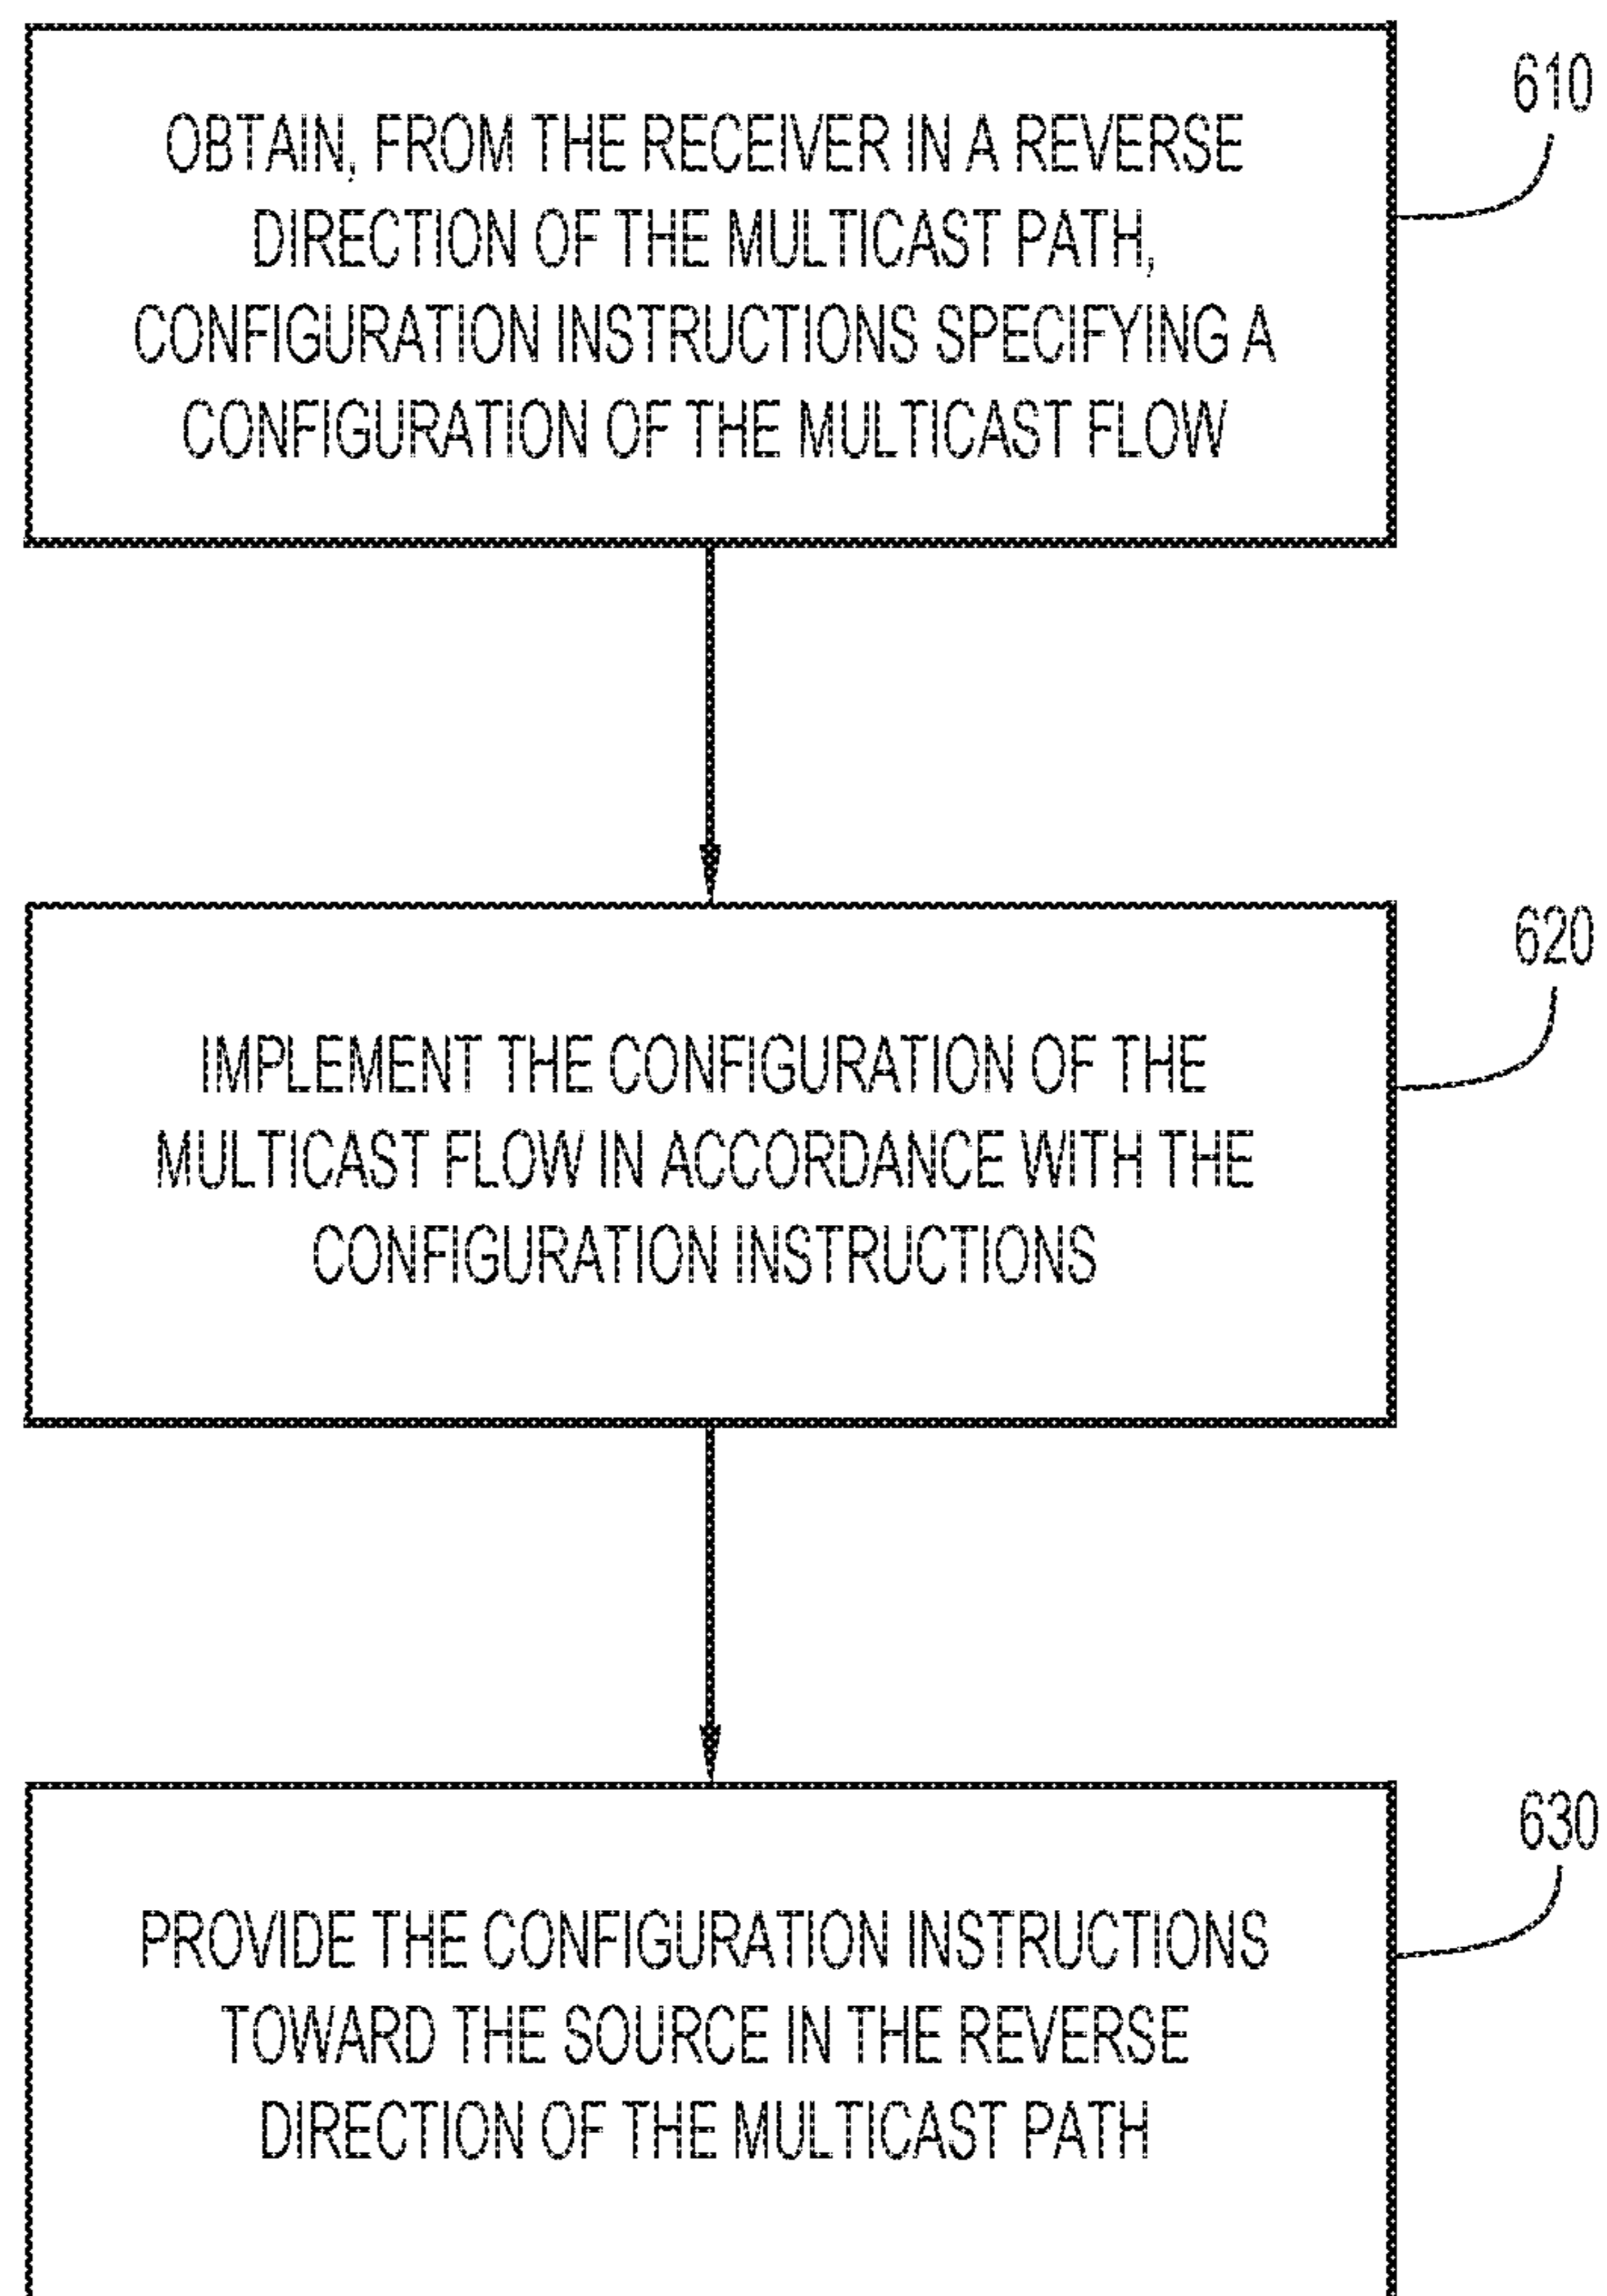 610
OBTAIN, FROM THE RECEIVER IN A REVERSE
DIRECTION OF THE MULTICAST PATH,
CONFIGURATION INSTRUCTIONS SPECIFYING A
CONFIGURATION OF THE MULTICAST FLOW
620
IMPLEMENT THE CONFIGURATION OF THE
MULTICAST FLOW IN ACCORDANCE WITH THE
CONFIGURATION INSTRUCTIONS
630
PROVIDE THE CONFIGURATION INSTRUCTIONS
TOWARD THE SOURCE IN THE REVERSE
DIRECTION OF THE MULTICAST PATH